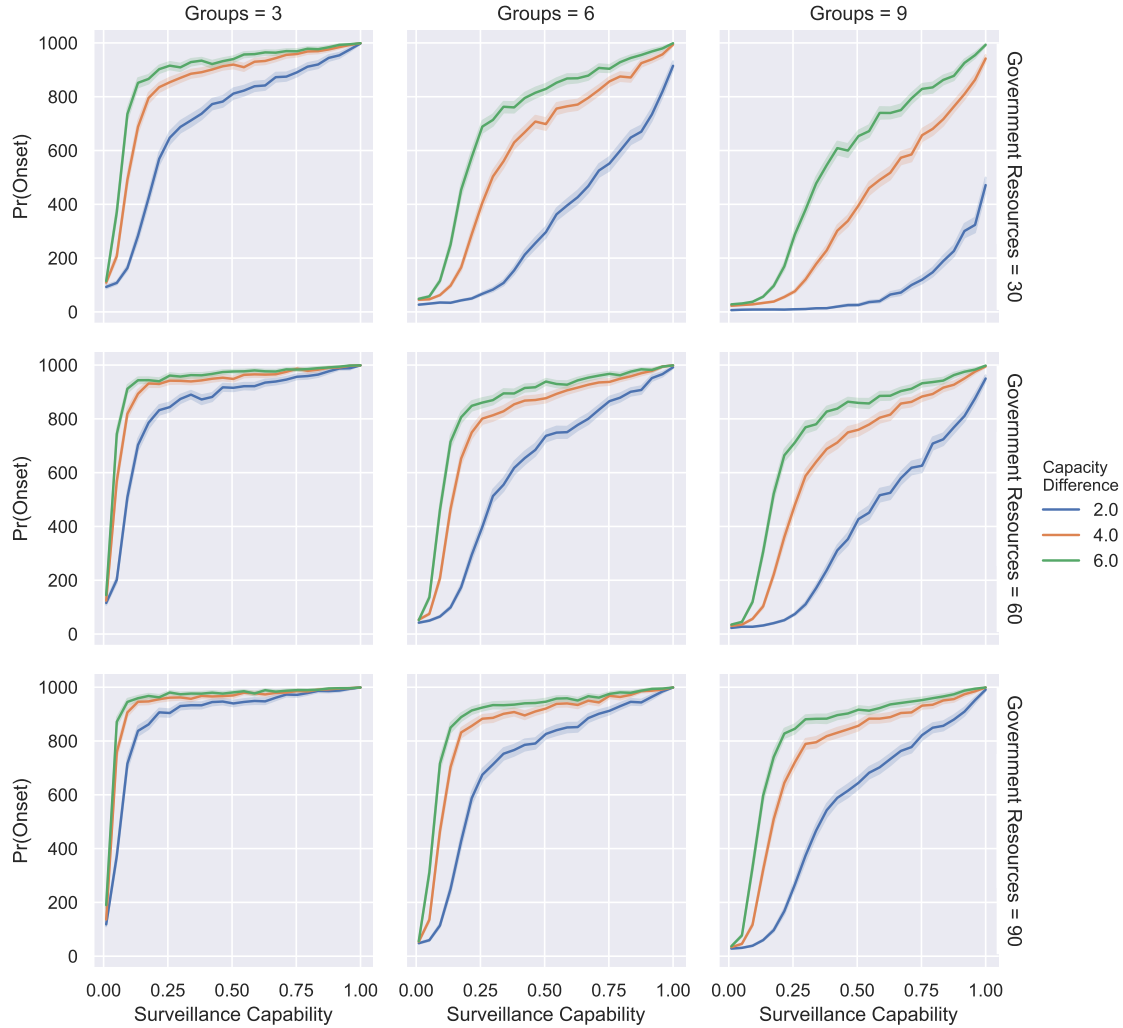 Groups = 3
Groups = 6
Groups = 9
Pr(Onset)
1000
800
600
400
200
0
Government Resources = 30
Pr(Onset)
1000
800
600
400
200
0
Government Resources = 60
Capacity
Difference
2.0
4.0
6.0
Pr(Onset)
1000
800
600
400
200
0
Government Resources = 90
0.00 0.25 0.50 0.75 1.00
0.00 0.25 0.50 0.75 1.00
0.00 0.25 0.50 0.75 1.00
Surveillance Capability
Surveillance Capability
Surveillance Capability